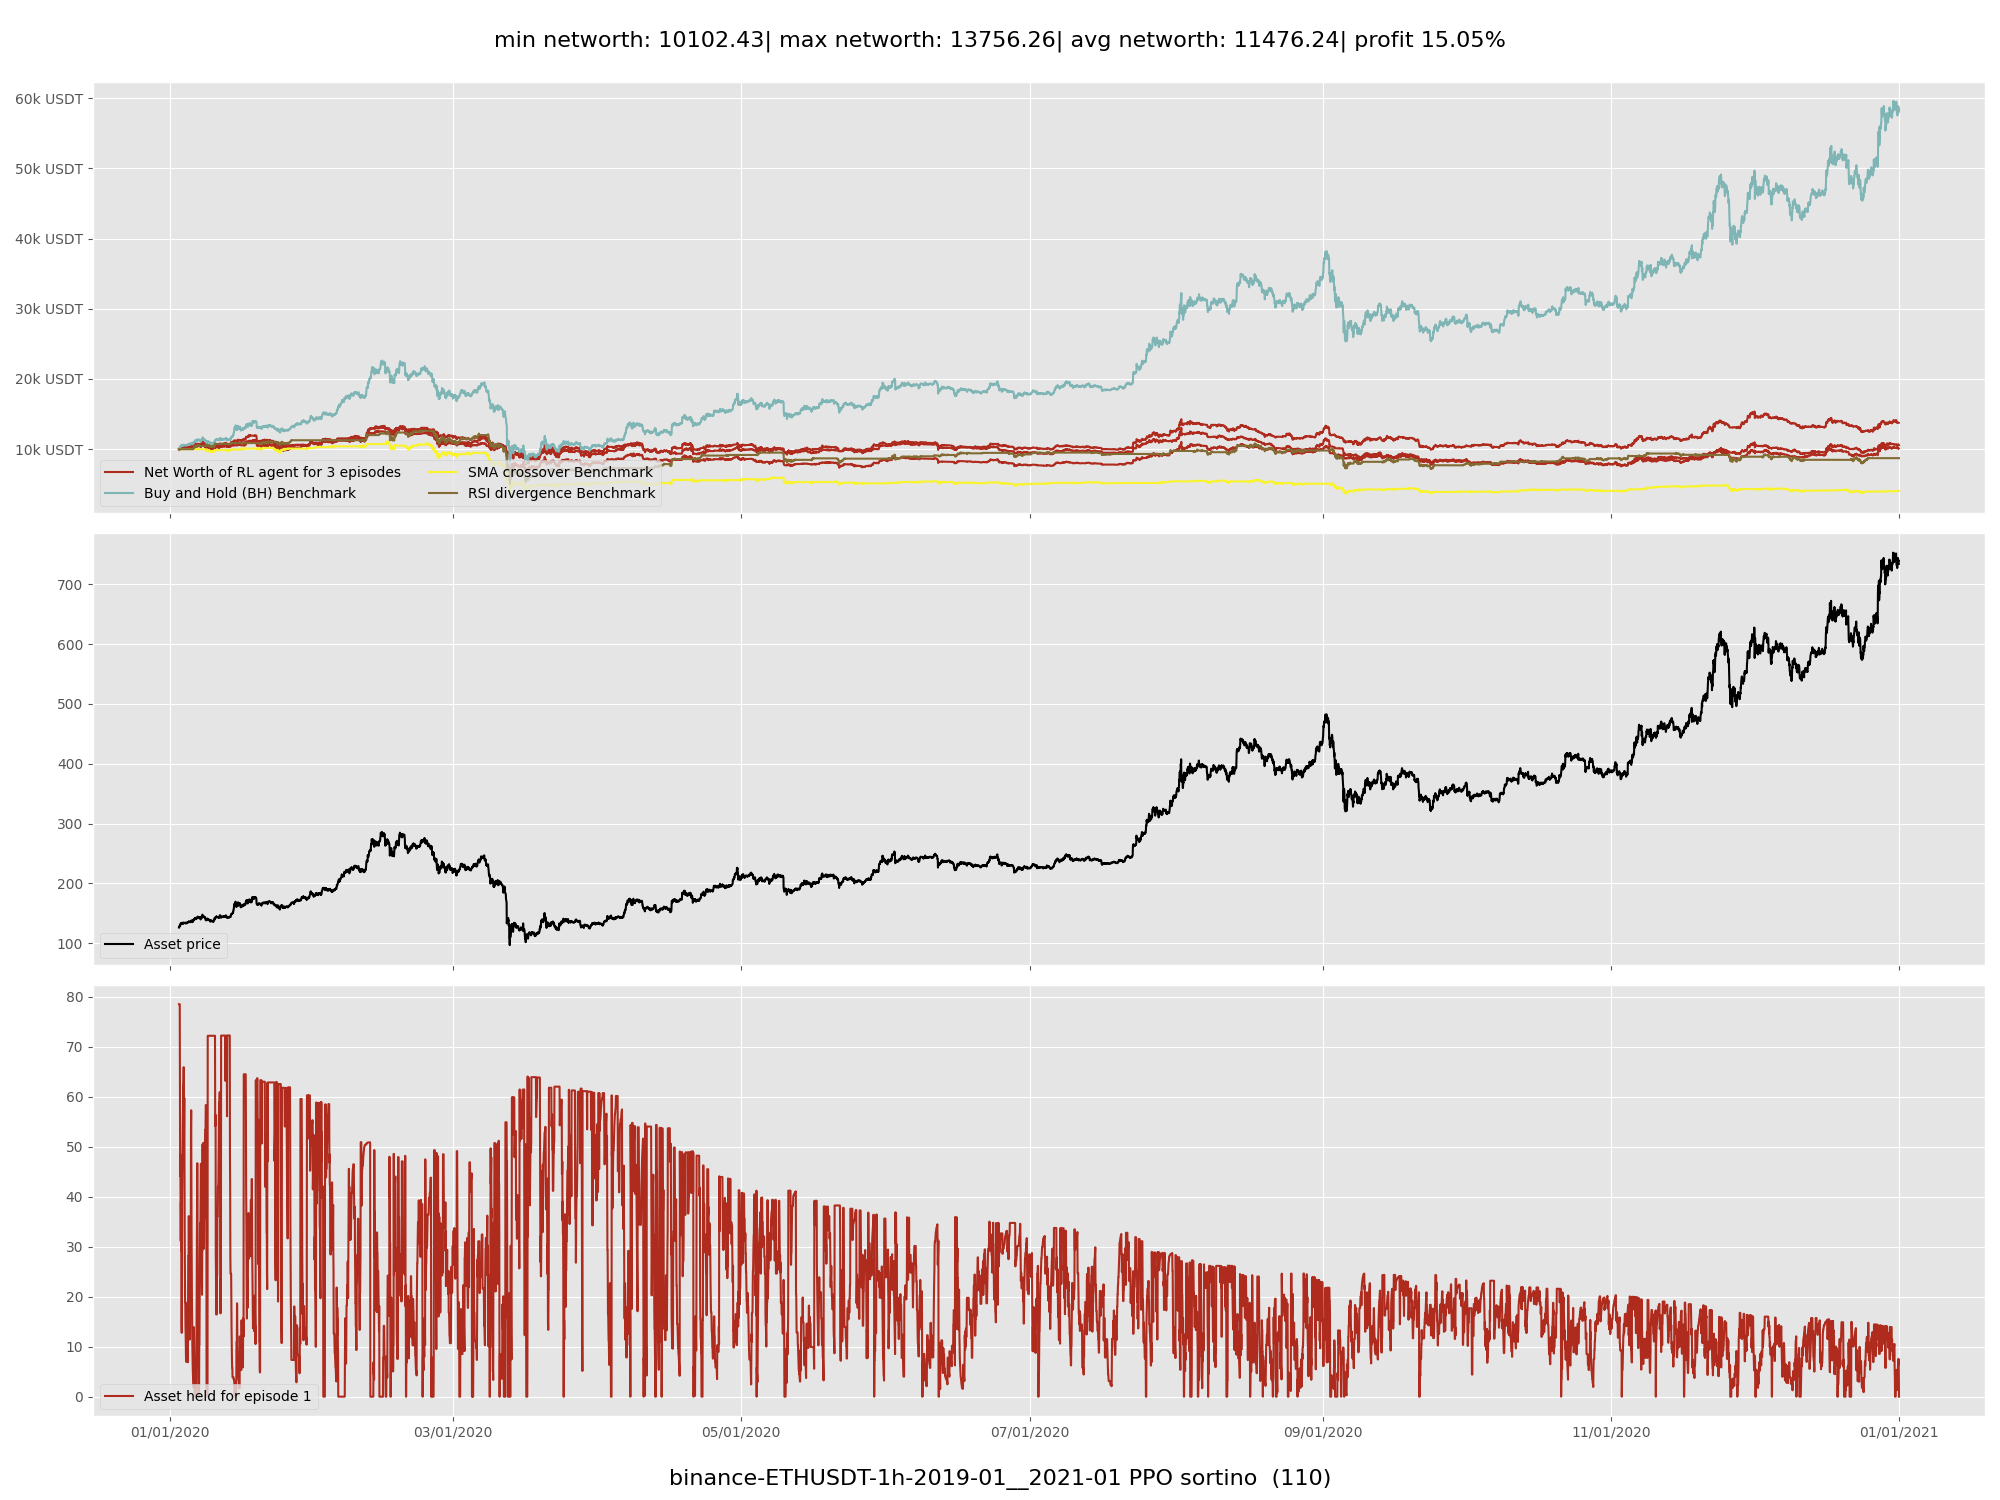 min networth: 10102.43| max networth: 13756.26| avg networth: 11476.24| profit 15.05%
60k USDT
50k USDT
40k USDT
30k USDT
20k USDT
10k USDT
Net Worth of RL agent for 3 episodes
Buy and Hold (BH) Benchmark
SMA crossover Benchmark
RSI divergence Benchmark
700
600
500
400
300
200
100
Asset price
80
70
60
50
40
30
20
10
0
Asset held for episode 1
01/01/2020 03/01/2020 05/01/2020 07/01/2020 09/01/2020 11/01/2020 01/01/2021
binance-ETHUSDT-1h-2019-01__2021-01 PPO sortino (110)